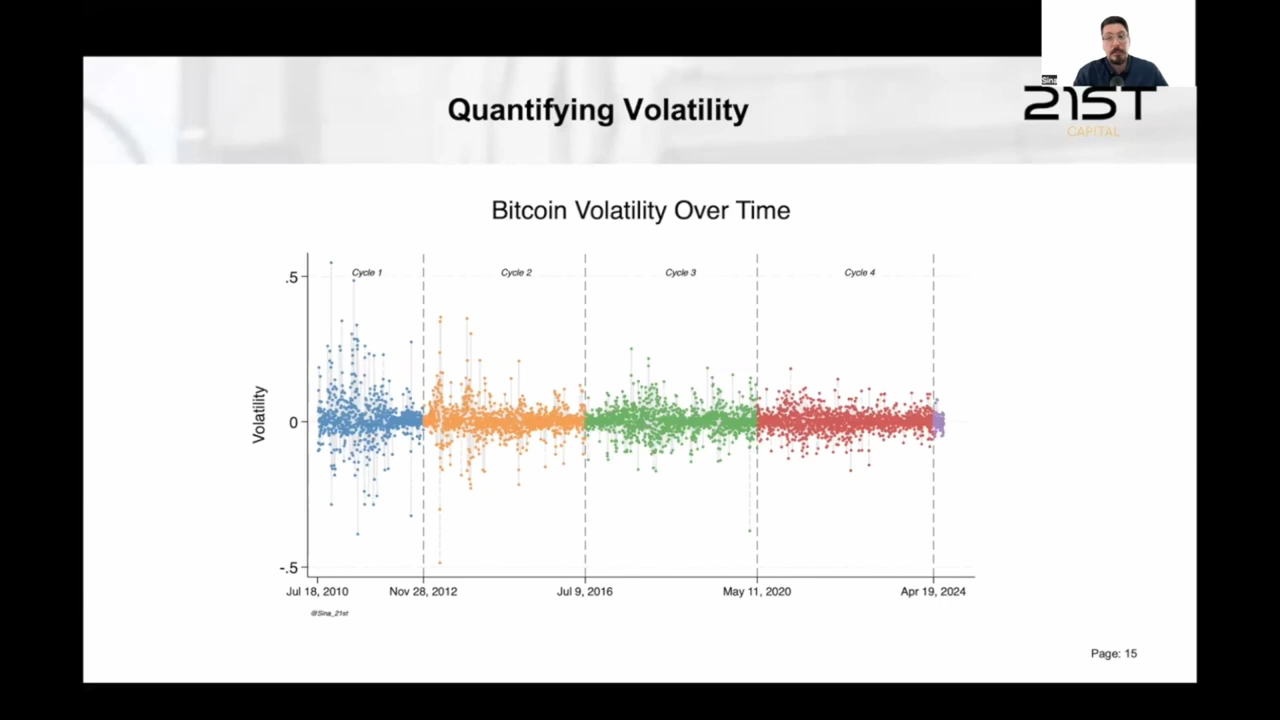 Sina
Quantifying Volatility
21ST
CAPITAL
Bitcoin Volatility Over Time
Cycle 1
Cycle 2
Cycle 3
Cycle 4
.5
0
-.5
Volatility
Jul 18, 2010
Nov 28, 2012
Jul 9, 2016
May 11, 2020
Apr 19, 2024
@Sina_21st
Page: 15